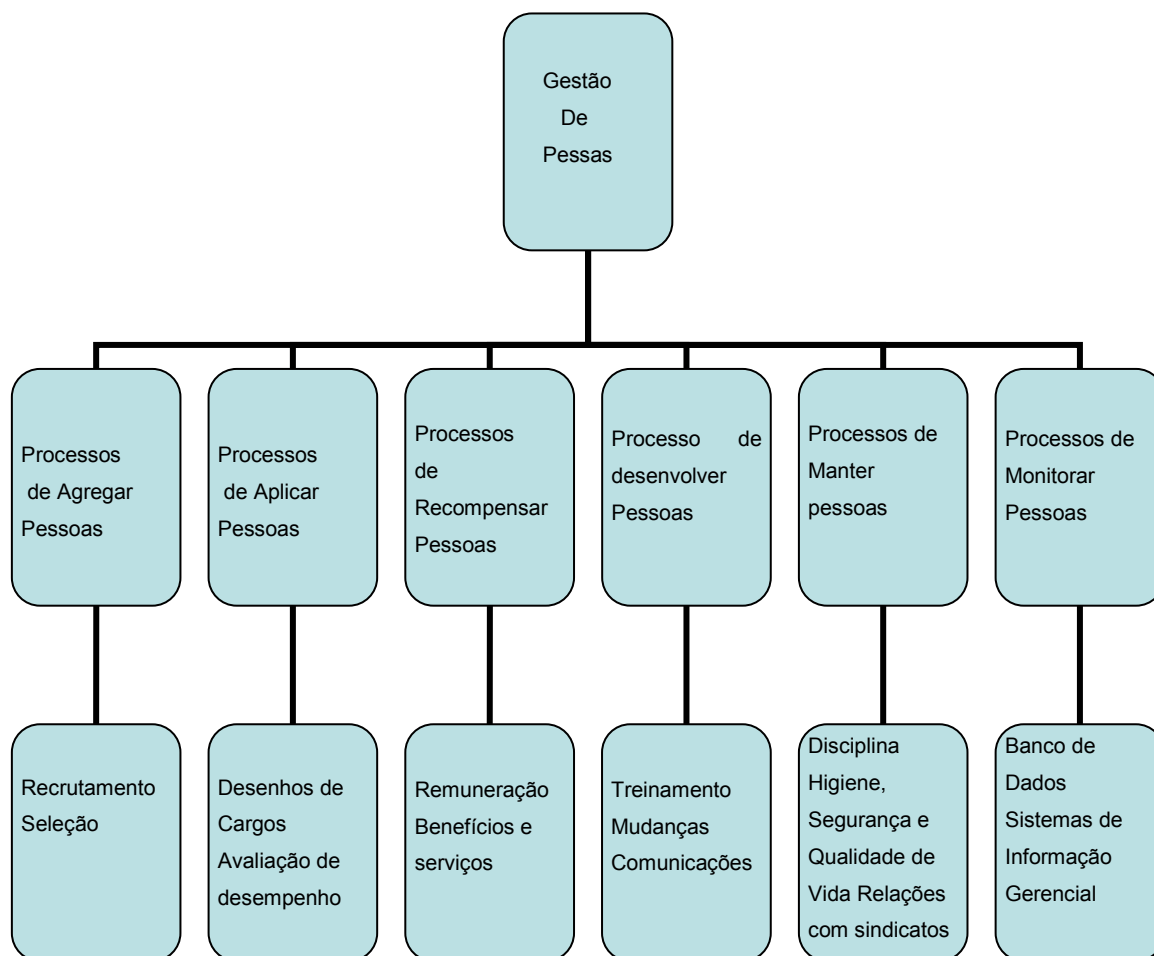 Gestão
De
Pessas
Processos
de Agregar
Pessoas
Processos
de Aplicar
Pessoas
Processos
de
Recompensar
Pessoas
Processo de
desenvolver
Pessoas
Processos de
Manter
pessoas
Processos de
Monitorar
Pessoas
Recrutamento
Seleção
Desenhos de
Cargos
Avaliação de
desempenho
Remuneração
Benefícios e
serviços
Treinamento
Mudanças
Comunicações
Disciplina
Higiene,
Segurança e
Qualidade de
Vida Relações
com sindicatos
Banco de
Dados
Sistemas de
Informação
Gerencial